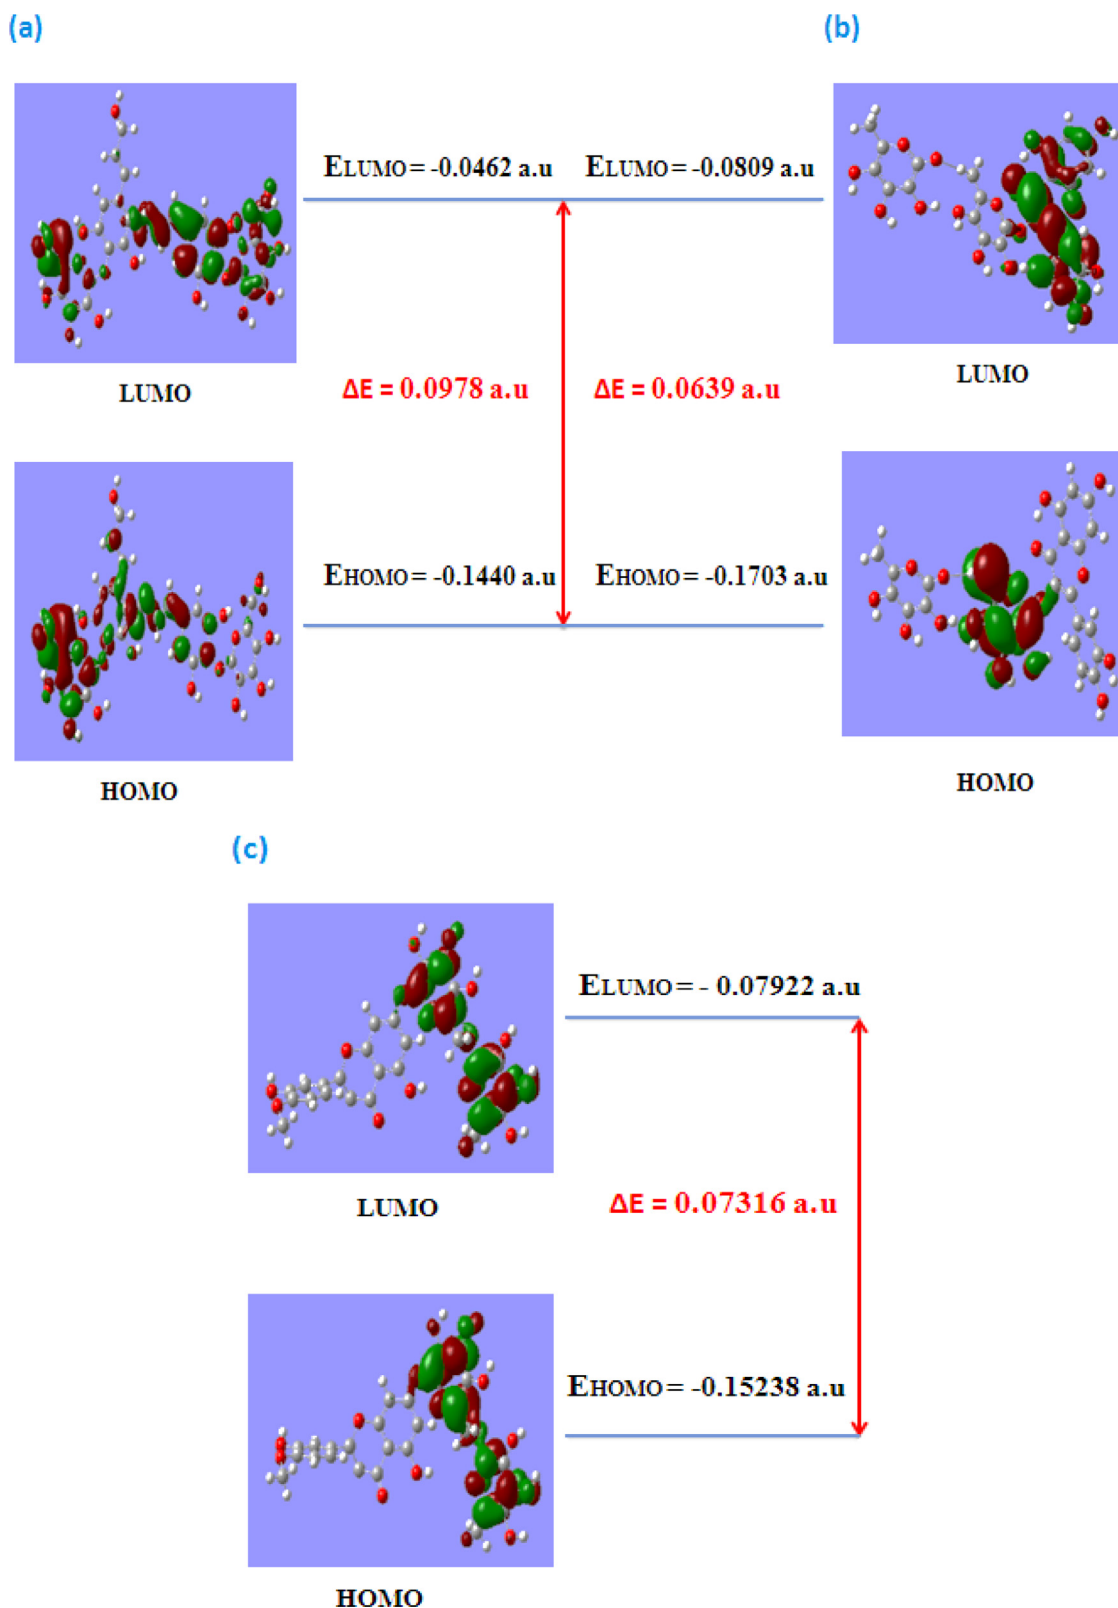 (a)
(b)
ELUMO = -0.0462 a.u
ELUMO = -0.0809 a.u
LUMO
ΔE = 0.0978 a.u
ΔE = 0.0639 a.u
LUMO
EHOMO = -0.1440 a.u
EHOMO = -0.1703 a.u
HOMO
HOMO
(c)
ELUMO = - 0.07922 a.u
LUMO
ΔE = 0.07316 a.u
EHOMO = -0.15238 a.u
HOMO